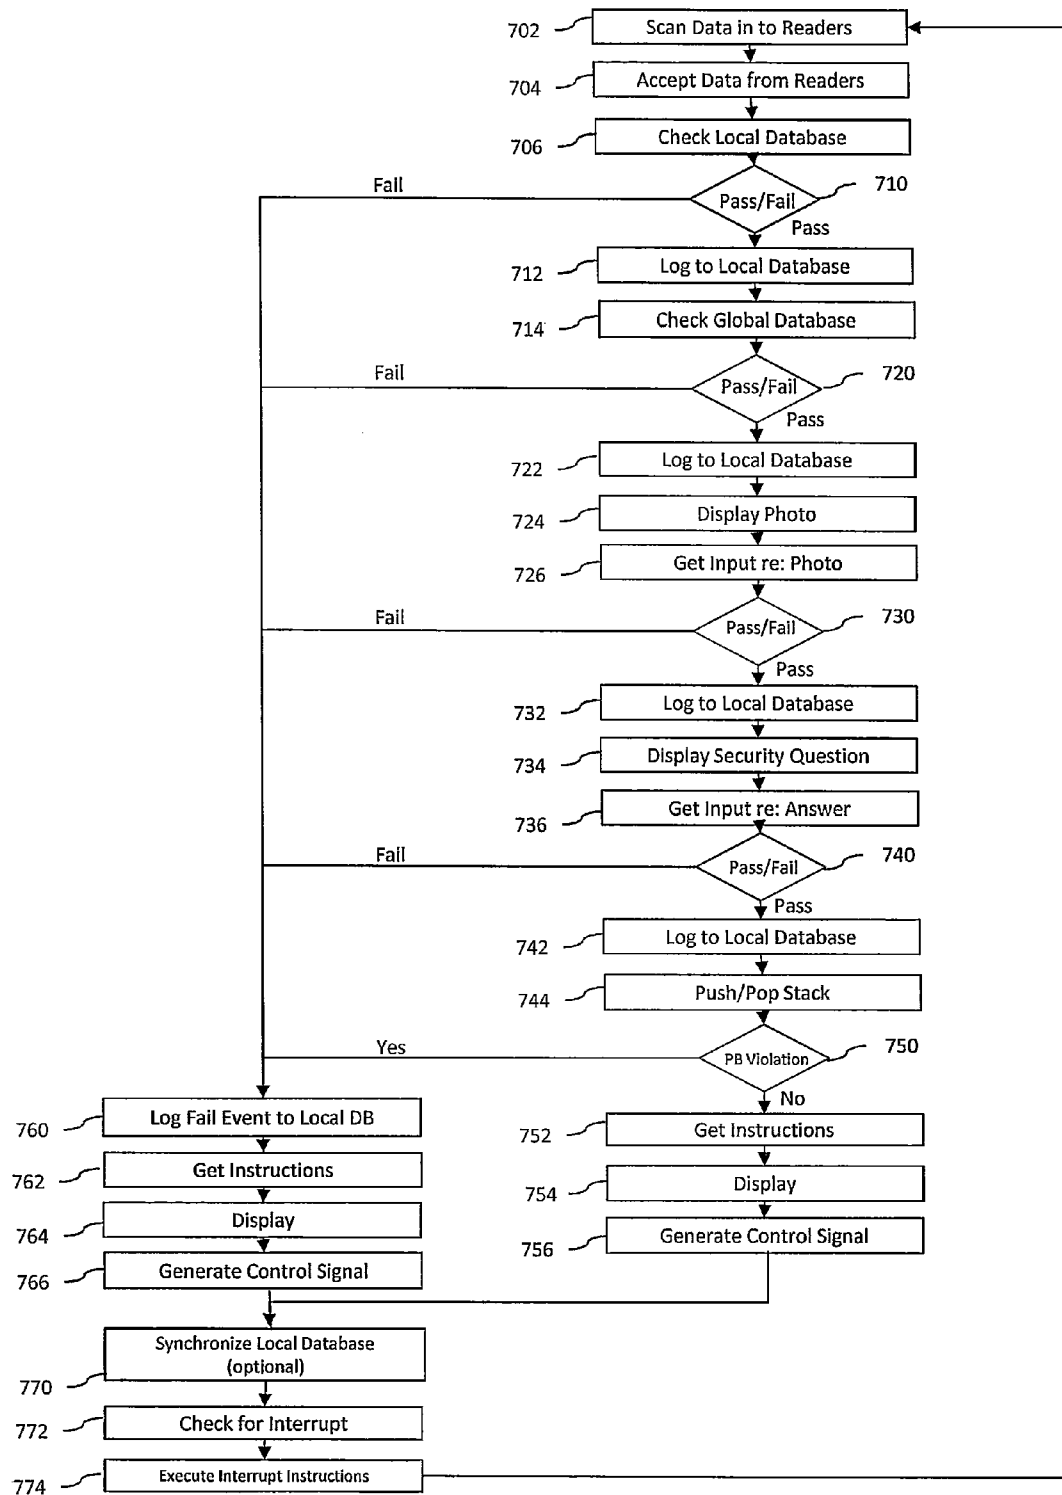 702
Scan Data in to Readers
704
Accept Data from Readers
706
Check Local Database
Fail
Pass/Fail
710
Pass
712
Log to Local Database
714
Check Global Database
Fail
Pass/Fail
720
Pass
722
Log to Local Database
724
Display Photo
726
Get Input re: Photo
Fail
Pass/Fail
730
Pass
732
Log to Local Database
734
Display Security Question
736
Get Input re: Answer
Fail
Pass/Fail
740
Pass
742
Log to Local Database
744
Push/Pop Stack
Yes
PB Violation
750
No
760
Log Fail Event to Local DB
752
Get Instructions
762
Get Instructions
754
Display
764
Display
756
Generate Control Signal
766
Generate Control Signal
Synchronize Local Database
(optional)
770
772
Check for Interrupt
774
Execute Interrupt Instructions